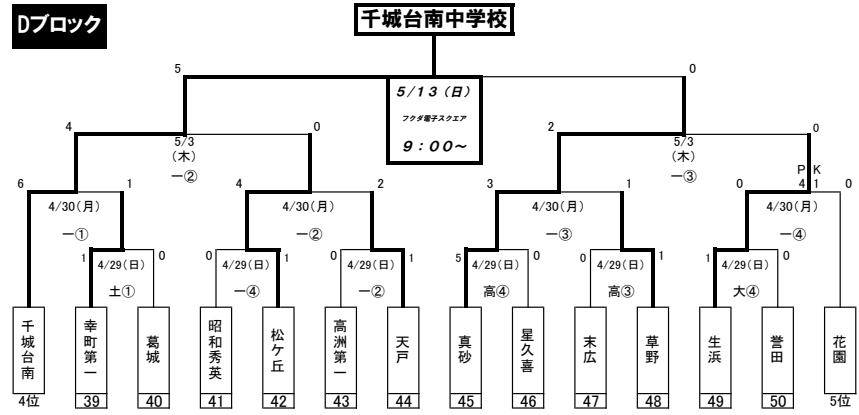 Dブロック
千城台南中学校
5 0
5/13(日)
フクダ電子スクエア
9:00~
4 0 2 0
5/3
(木)
一②
5/3
(木)
一③
PK
6 1 4 2 3 1 0 4 1 0
4/30(月) 4/30(月) 4/30(月) 4/30(月)
一① 一② 一③ 一④
1 4/29(日) 0 0 4/29(日) 1 0 4/29(日) 1 5 4/29(日) 0 0 4/29(日) 1 1 4/29(日) 0
土① 一④ 一② 高④ 高③ 大④
千城台南 幸町第一 葛城 昭和秀英 松ケ丘 高洲第一 天戸 真砂 星久喜 末広 草野 生浜 誉田 花園
4位 39 40 41 42 43 44 45 46 47 48 49 50 5位